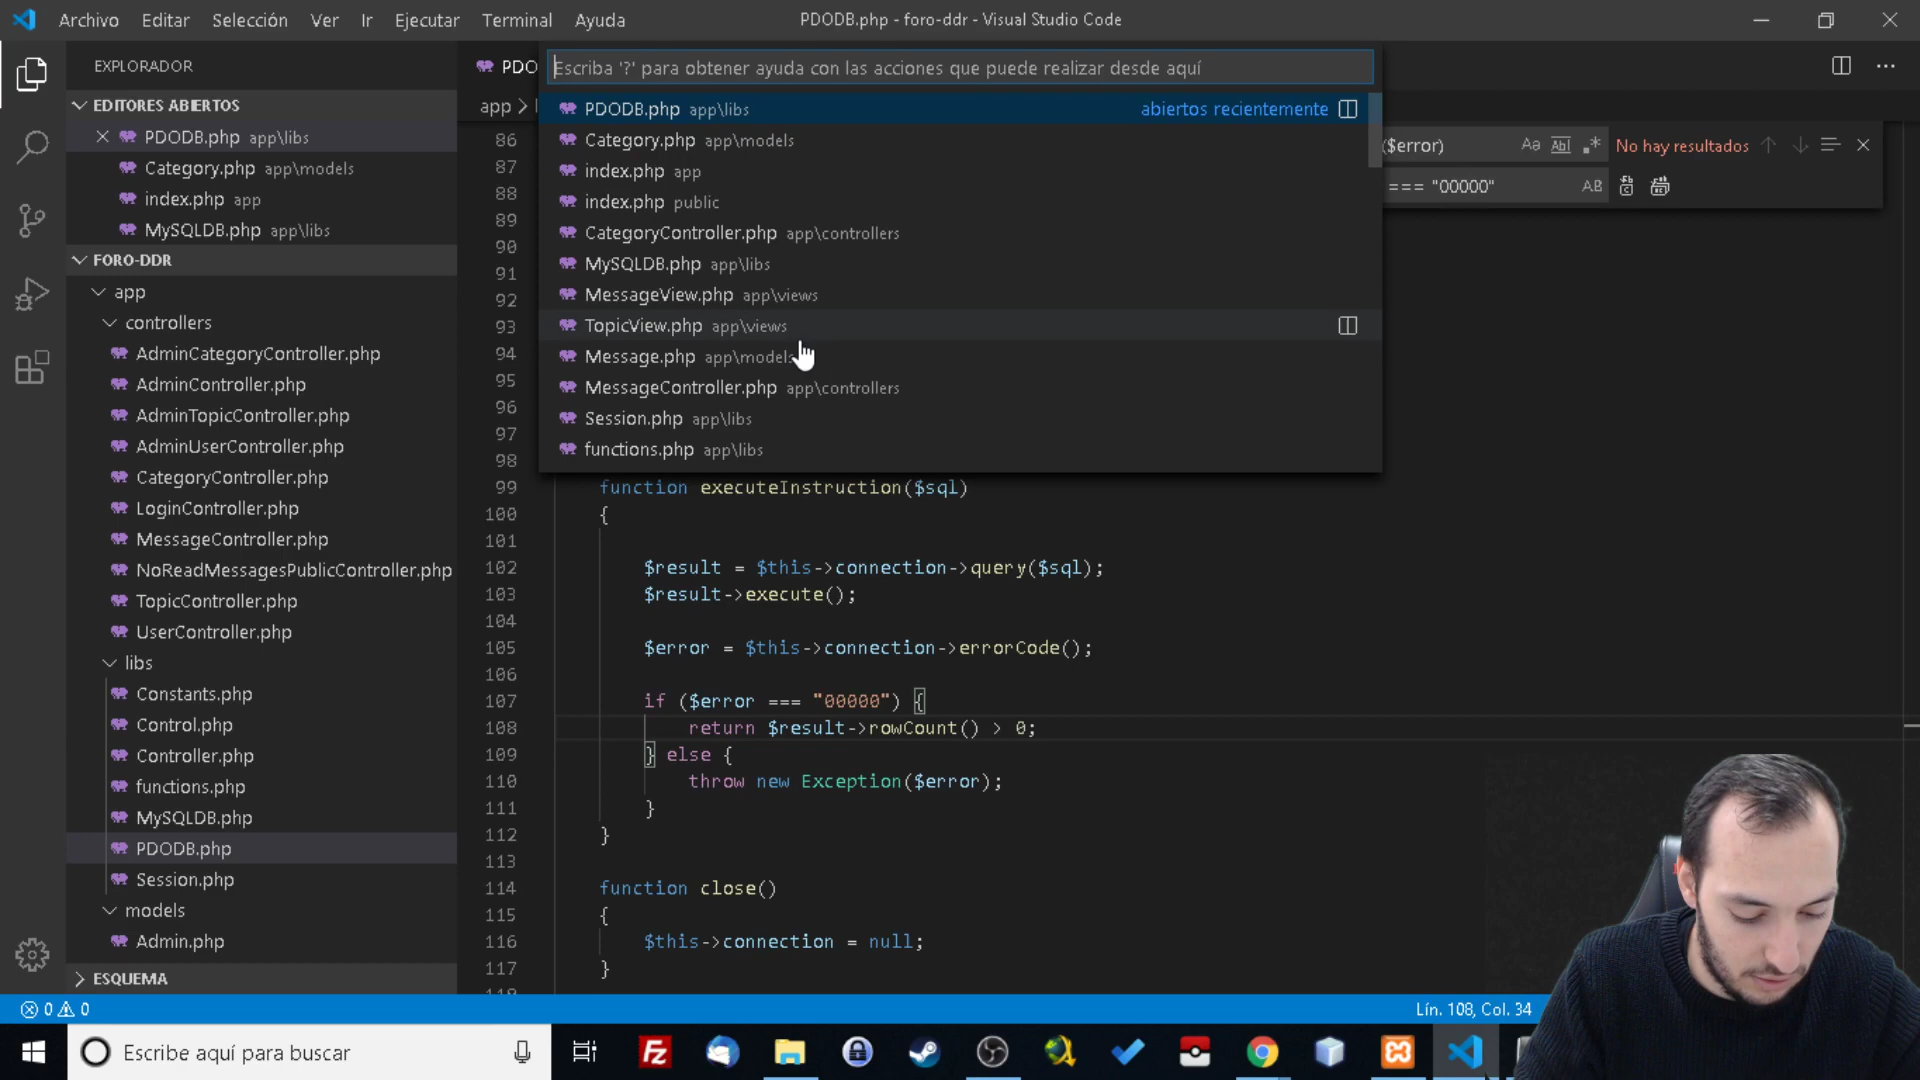 Archivo Editar Selección Ver Ir Ejecutar Terminal Ayuda
PDODB.php - foro-ddr - Visual Studio Code
EXPLORADOR
EDITORES ABIERTOS
PDODB.php app\libs
Category.php app\models
index.php app
MySQLDB.php app\libs
FORO-DDR
app
controllers
AdminCategoryController.php
AdminController.php
AdminTopicController.php
AdminUserController.php
CategoryController.php
LoginController.php
MessageController.php
NoReadMessagesPublicController.php
TopicController.php
UserController.php
libs
Constants.php
Control.php
Controller.php
functions.php
MySQLDB.php
PDODB.php
Session.php
models
Admin.php
ESQUEMA
PDO
app >
Escriba '?' para obtener ayuda con las acciones que puede realizar desde aquí
PDODB.php app\libs abiertos recientemente
Category.php app\models
index.php app
index.php public
CategoryController.php app\controllers
MySQLDB.php app\libs
MessageView.php app\views
TopicView.php app\views
Message.php app\models
MessageController.php app\controllers
Session.php app\libs
functions.php app\libs
($error) Aa Abl .* No hay resultados
=== "00000" AB
86
87
88
89
90
91
92
93
94
95
96
97
98
99 function executeInstruction($sql)
100 {
101
102 $result = $this->connection->query($sql);
103 $result->execute();
104
105 $error = $this->connection->errorCode();
106
107 if ($error === "00000") {
108 return $result->rowCount() > 0;
109 } else {
110 throw new Exception($error);
111 }
112 }
113
114 function close()
115 {
116 $this->connection = null;
117 }
0 0
Lín. 108, Col. 34
Escribe aquí para buscar